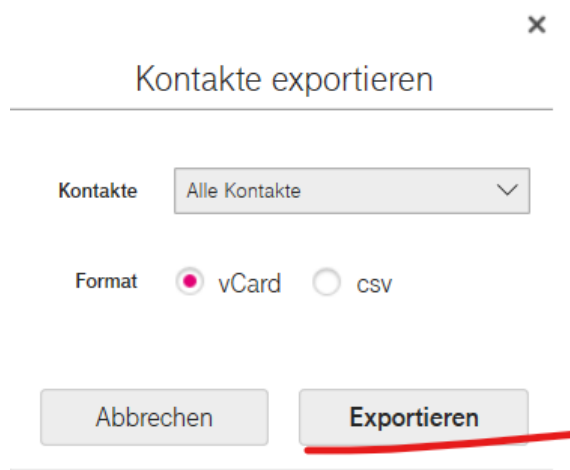 Kontakte exportieren
Kontakte Alle Kontakte
Format vCard csv
Abbrechen Exportieren